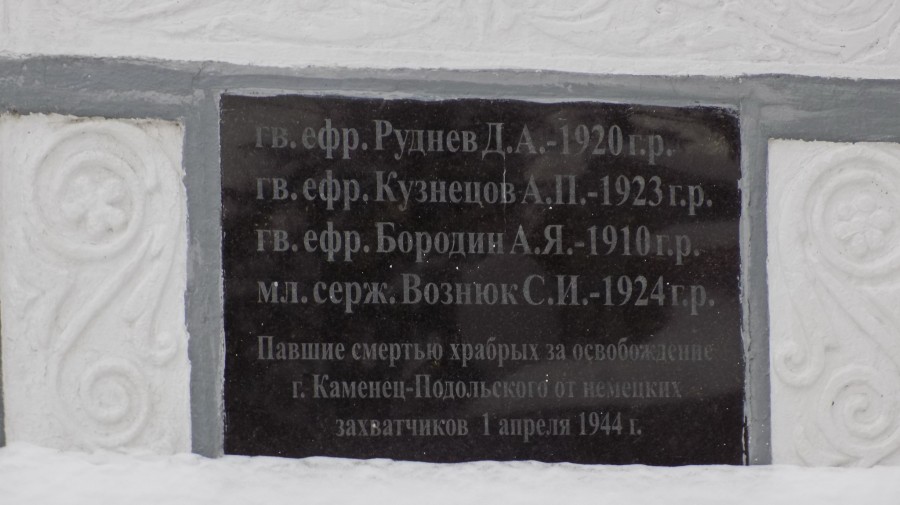 гв. ефр. Руднев Д.А.-1920 г.р.
гв. ефр. Кузнецов А.П.-1923 г.р.
гв. ефр. Бородин А.Я.-1910 г.р.
мл. серж. Вознюк С.И.-1924 г.р.
Павшие смертью храбрых за освобождение
г. Каменец-Подольского от немецких
захватчиков 1 апреля 1944 г.